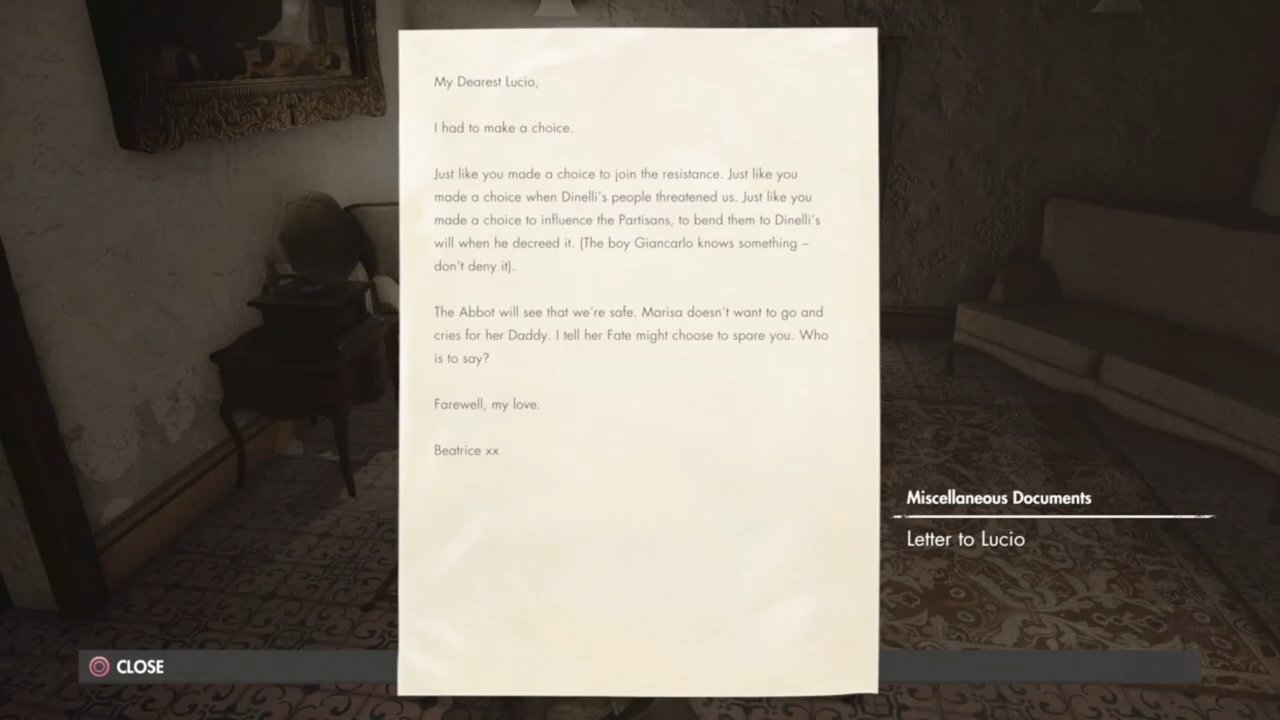 My Dearest Lucio,
I had to make a choice.
Just like you made a choice to join the resistance. Just like you
made a choice when Dinelli's people threatened us. Just like you
made a choice to influence the Partisans, to bend them to Dinelli's
will when he decreed it. (The boy Giancarlo knows something –
don't deny it).
The Abbot will see that we're safe. Marisa doesn't want to go and
cries for her Daddy. I tell her Fate might choose to spare you. Who
is to say?
Farewell, my love.
Beatrice xx
Miscellaneous Documents
Letter to Lucio
CLOSE